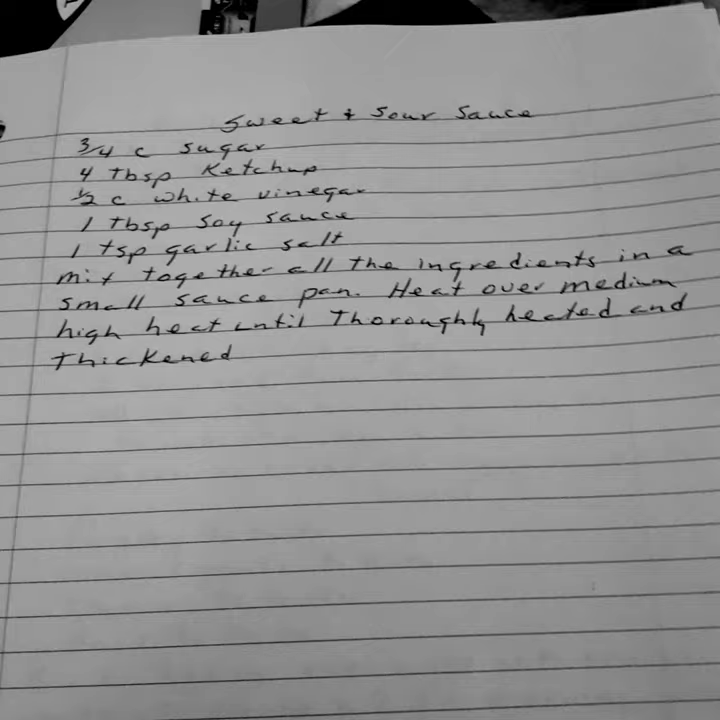 Sweet + Sour Sauce
3/4 c sugar
4 tbsp Ketchup
1/2 c white vinegar
1 tbsp soy sauce
1 tsp garlic salt
mix together all the ingredients in a
small sauce pan. Heat over medium
high heat until Thoroughly heated and
thickened